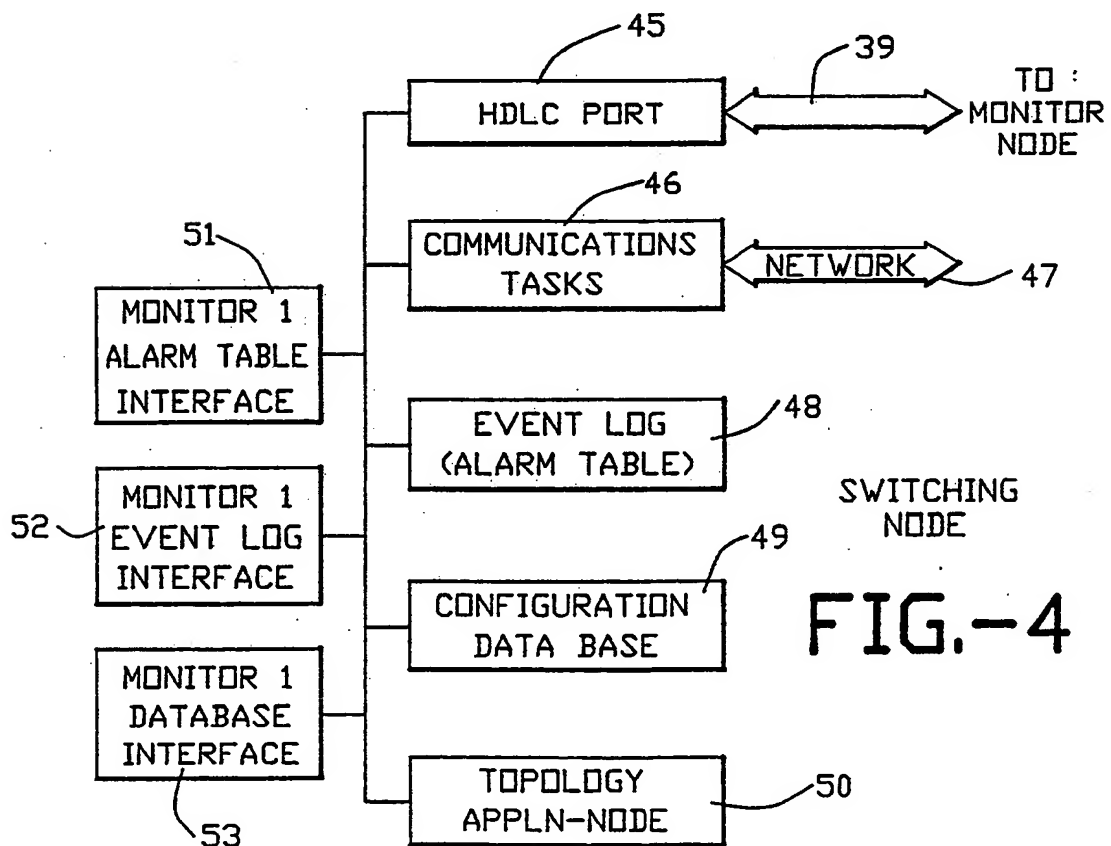 45
39
HDLC PORT
TO :
MONITOR
NODE
46
51
COMMUNICATIONS
TASKS
NETWORK
47
MONITOR 1
ALARM TABLE
INTERFACE
48
EVENT LOG
(ALARM TABLE)
MONITOR 1
EVENT LOG
INTERFACE
52
SWITCHING
NODE
49
CONFIGURATION
DATA BASE
FIG.-4
MONITOR 1
DATABASE
INTERFACE
53
TOPOLOGY
APPLN-NODE
50